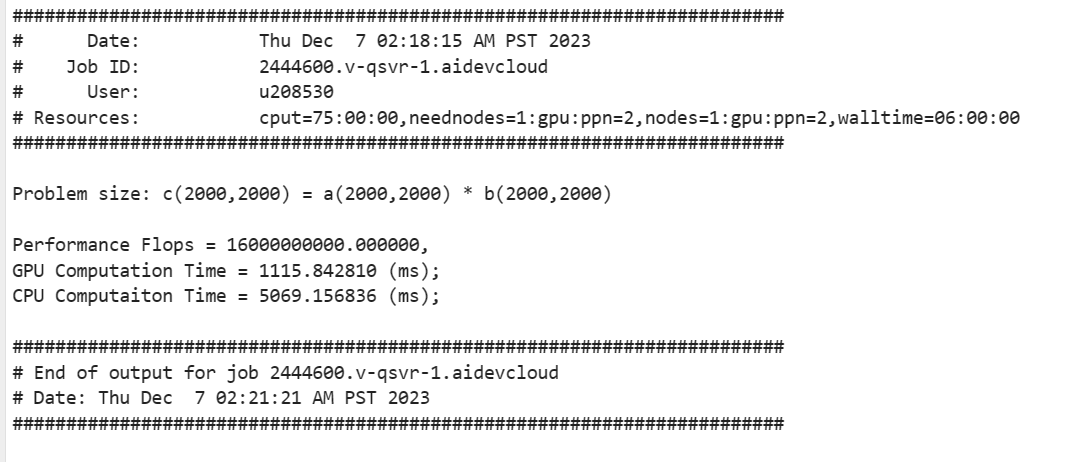 ########################################################################
#      Date:           Thu Dec  7 02:18:15 AM PST 2023
#    Job ID:           2444600.v-qsvr-1.aidevcloud
#      User:           u208530
# Resources:           cput=75:00:00,neednodes=1:gpu:ppn=2,nodes=1:gpu:ppn=2,walltime=06:00:00
########################################################################
Problem size: c(2000,2000) = a(2000,2000) * b(2000,2000)
Performance Flops = 16000000000.000000,
GPU Computation Time = 1115.842810 (ms);
CPU Computaiton Time = 5069.156836 (ms);
########################################################################
# End of output for job 2444600.v-qsvr-1.aidevcloud
# Date: Thu Dec  7 02:21:21 AM PST 2023
########################################################################